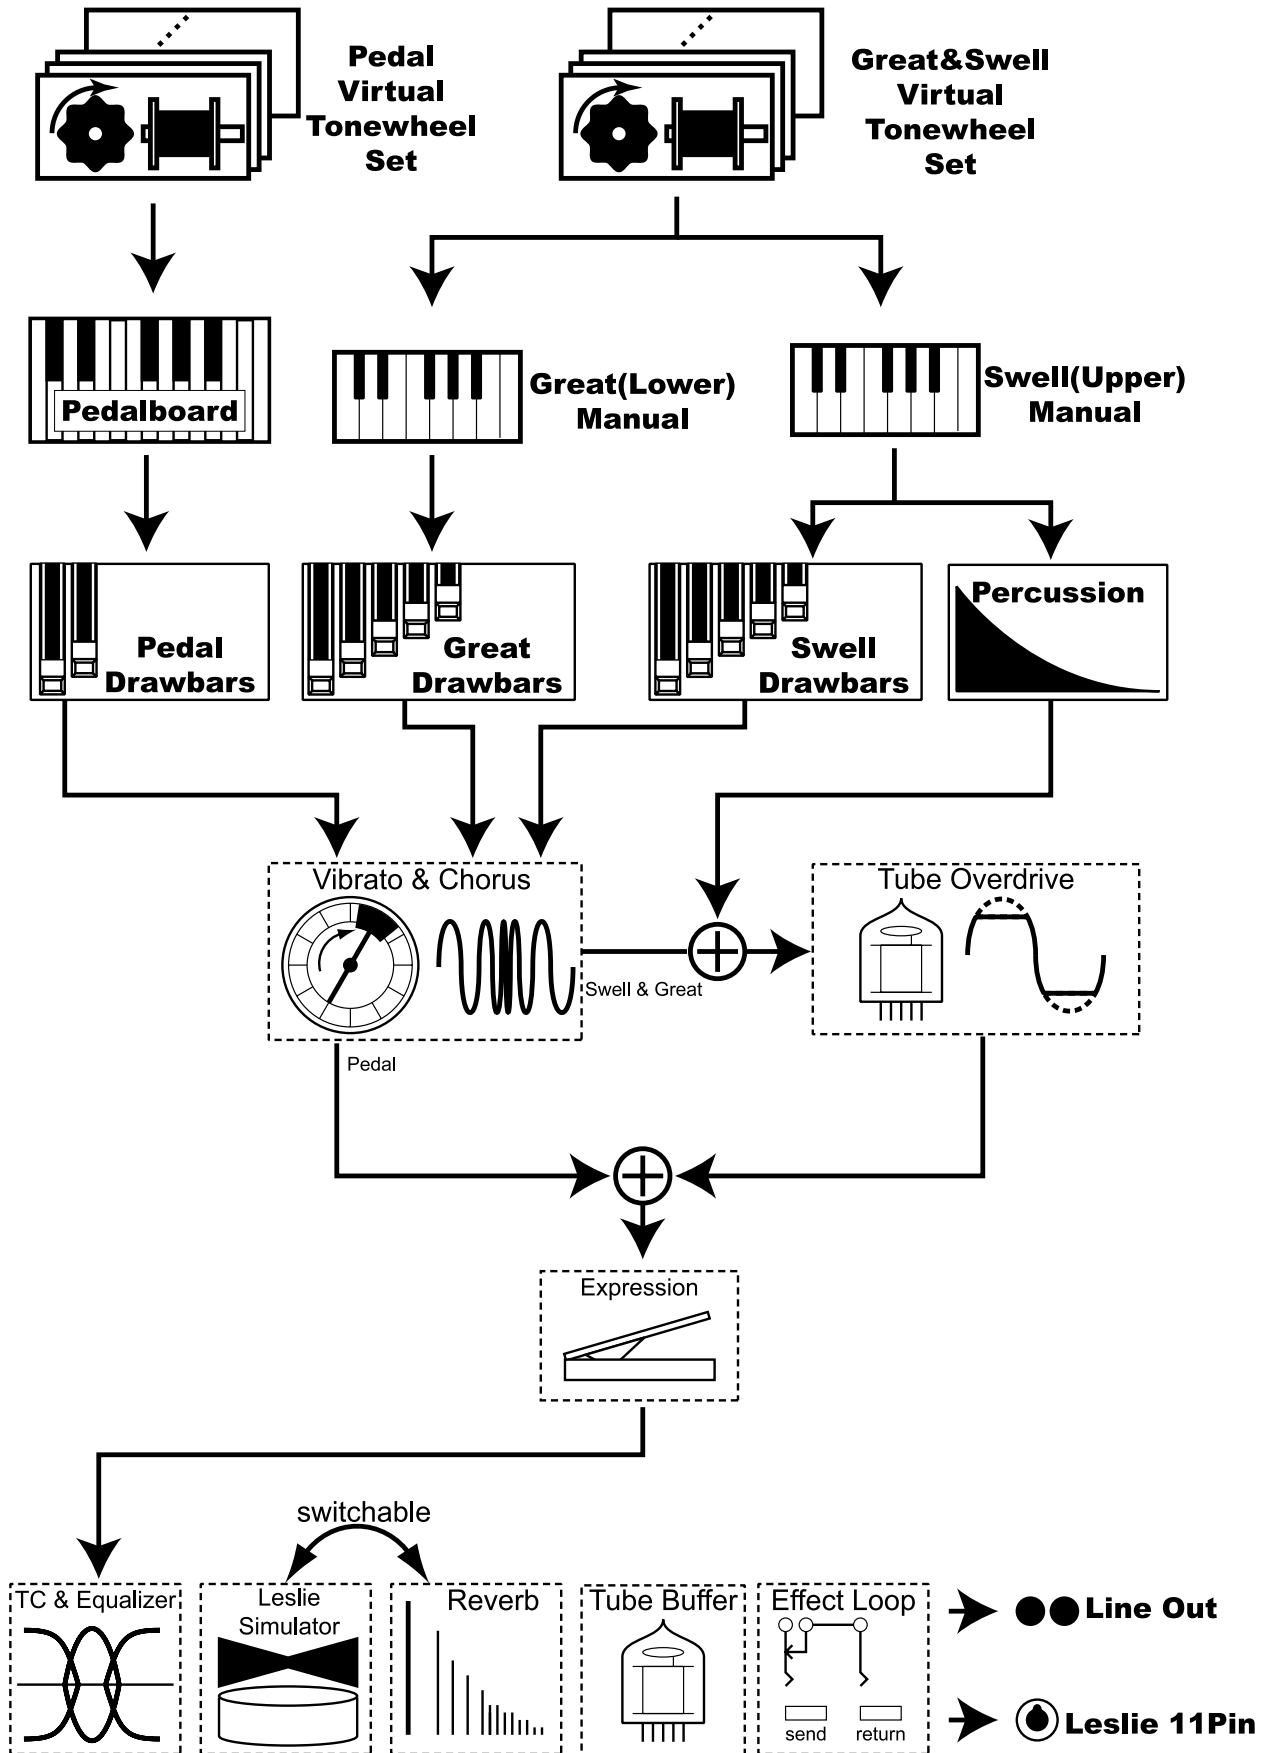 Pedal
Virtual
Tonewheel
Set
Great&Swell
Virtual
Tonewheel
Set
Pedalboard
Great(Lower)
Manual
Swell(Upper)
Manual
Pedal
Drawbars
Great
Drawbars
Swell
Drawbars
Percussion
Vibrato & Chorus
Tube Overdrive
Swell & Great
Pedal
Expression
switchable
TC & Equalizer
Leslie
Simulator
Reverb
Tube Buffer
Effect Loop
send
return
Line Out
Leslie 11Pin